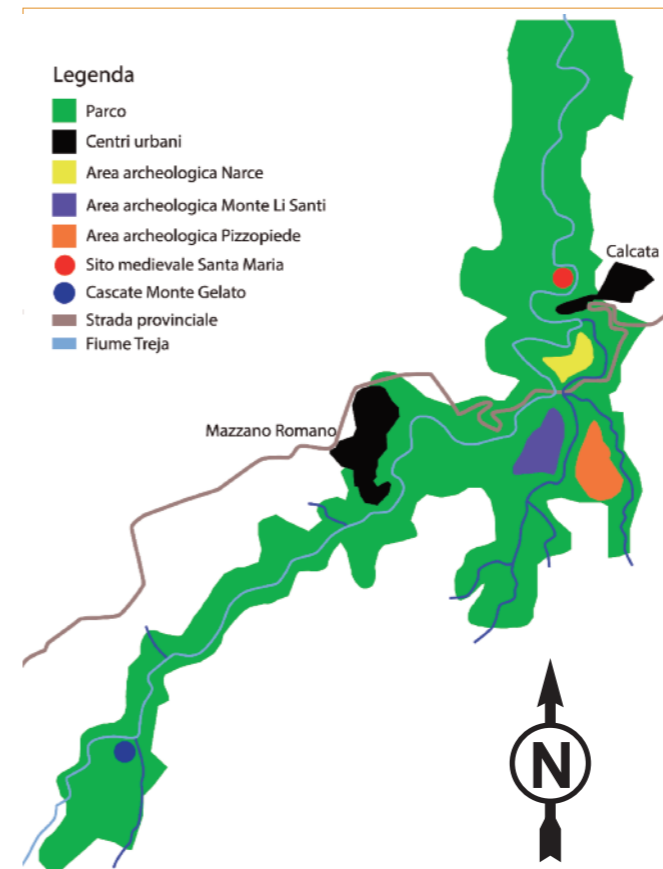 Legenda
Parco
Centri urbani
Area archeologica Narce
Area archeologica Monte Li Santi
Area archeologica Pizzopiede
Sito medievale Santa Maria
Cascate Monte Gelato
Strada provinciale
Fiume Treja
Calcata
Mazzano Romano
N